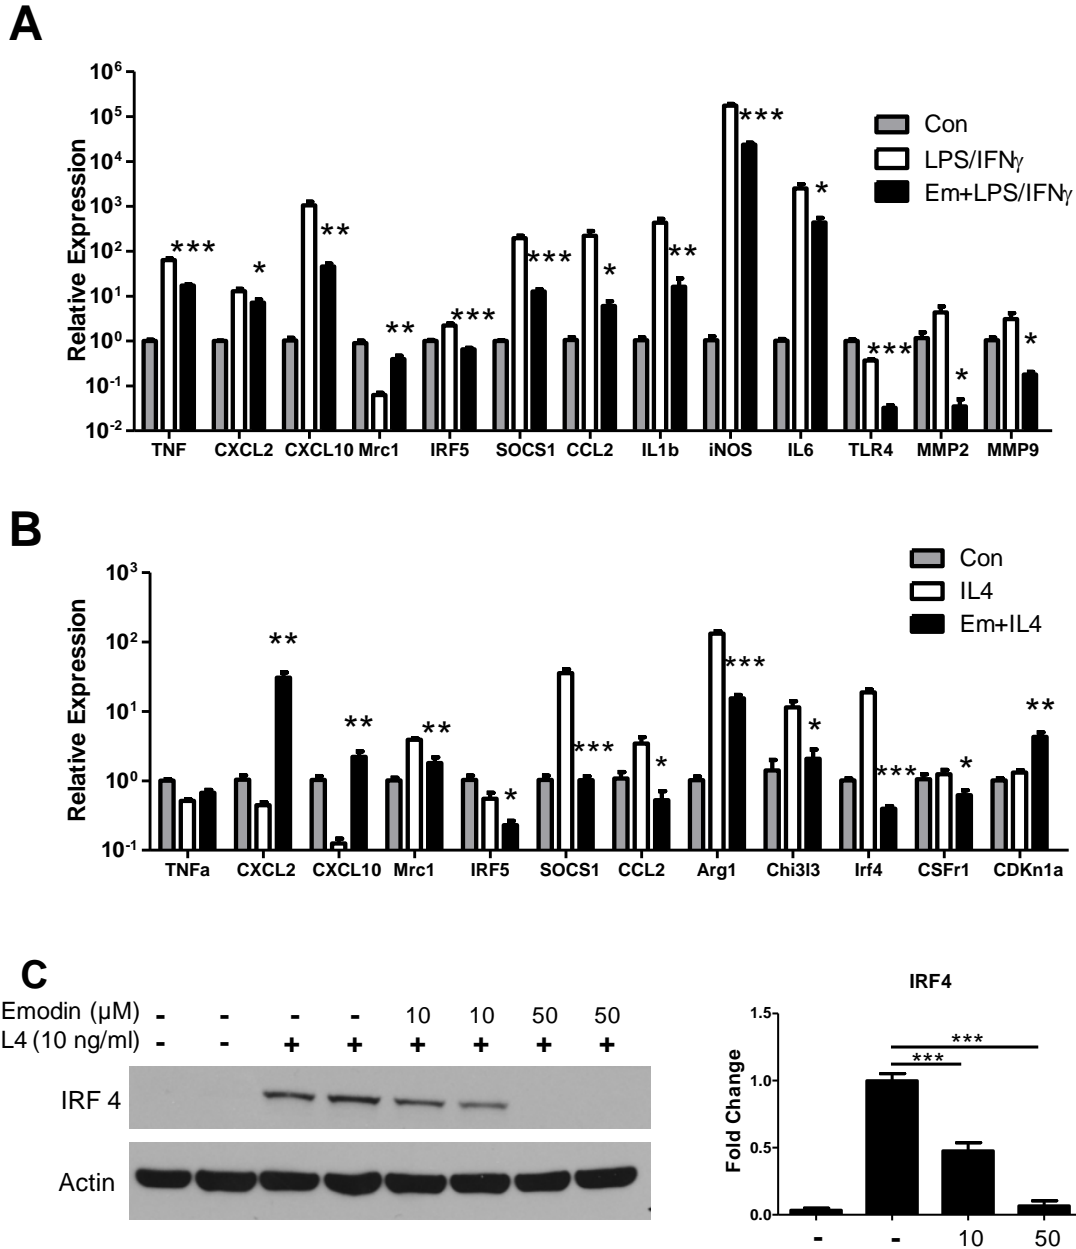 A
Relative Expression
10⁶
10⁵
10⁴
10³
10²
10¹
10⁰
10⁻¹
10⁻²
Con
LPS/IFNγ
Em+LPS/IFNγ
*** * ** ** *** *** * ** *** * *** * *
TNF CXCL2 CXCL10 Mrc1 IRF5 SOCS1 CCL2 IL1b iNOS IL6 TLR4 MMP2 MMP9
B
Relative Expression
10³
10²
10¹
10⁰
10⁻¹
Con
IL4
Em+IL4
** ** ** * *** * *** * *** * **
TNFa CXCL2 CXCL10 Mrc1 IRF5 SOCS1 CCL2 Arg1 Chi3l3 Irf4 CSFr1 CDKn1a
C
Emodin (µM) - - - - 10 10 50 50
L4 (10 ng/ml) - - + + + + + +
IRF 4
Actin
IRF4
Fold Change
1.5
1.0
0.5
0.0
***
***
- - 10 50